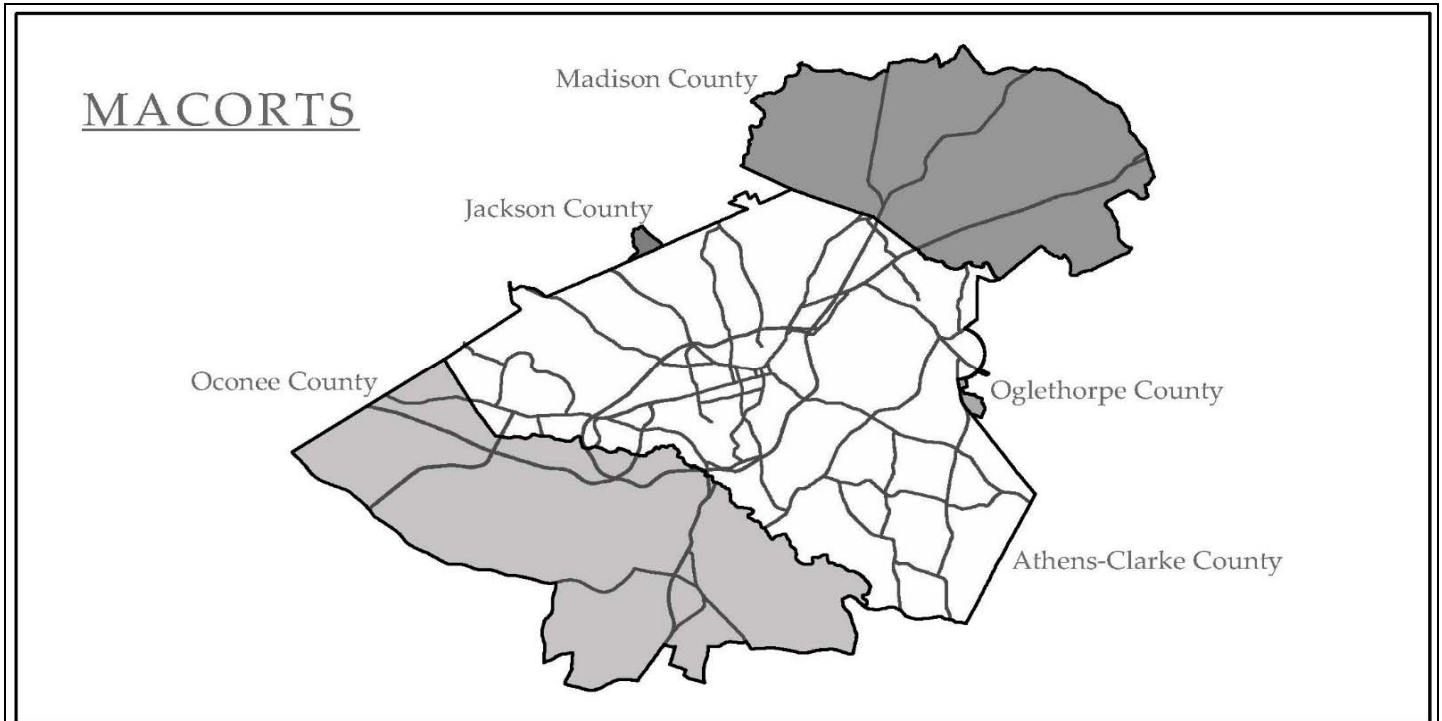 Madison County
MACORTS
Jackson County
Oconee County
Oglethorpe County
Athens-Clarke County